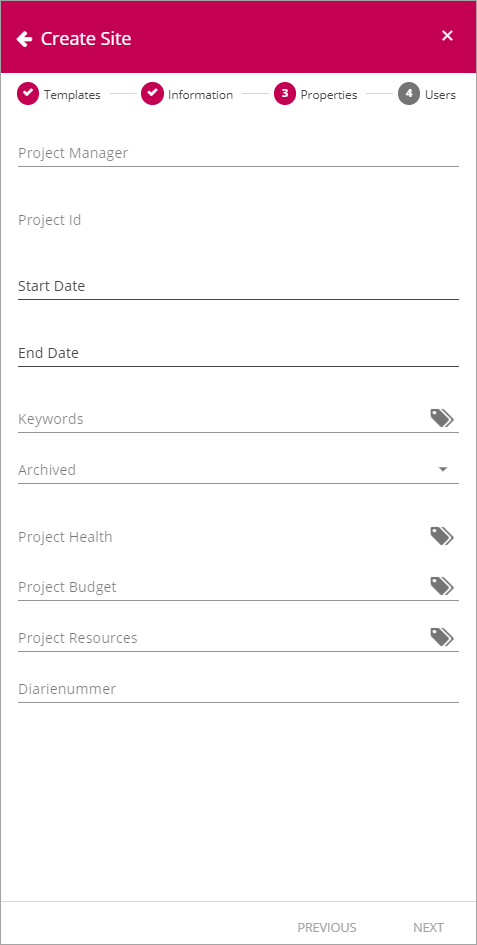 Create Site
Templates Information 3 Properties 4 Users
Project Manager
Project Id
Start Date
End Date
Keywords
Archived
Project Health
Project Budget
Project Resources
Diarienummer
PREVIOUS NEXT